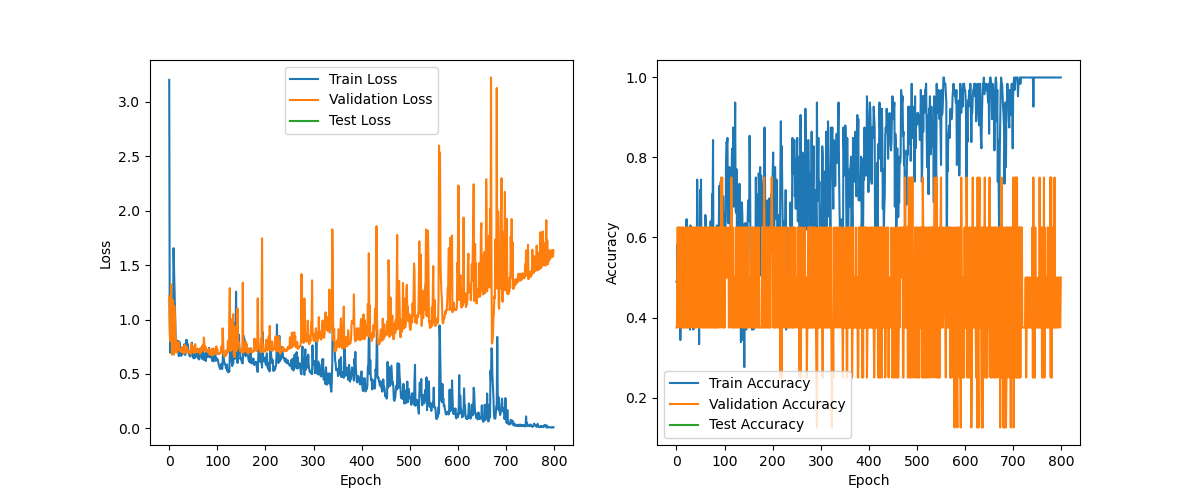 Train Loss
Validation Loss
Test Loss
3.0
2.5
2.0
1.5
1.0
0.5
0.0
Loss
0 100 200 300 400 500 600 700 800
Epoch
1.0
0.8
0.6
0.4
0.2
Accuracy
Train Accuracy
Validation Accuracy
Test Accuracy
0 100 200 300 400 500 600 700 800
Epoch